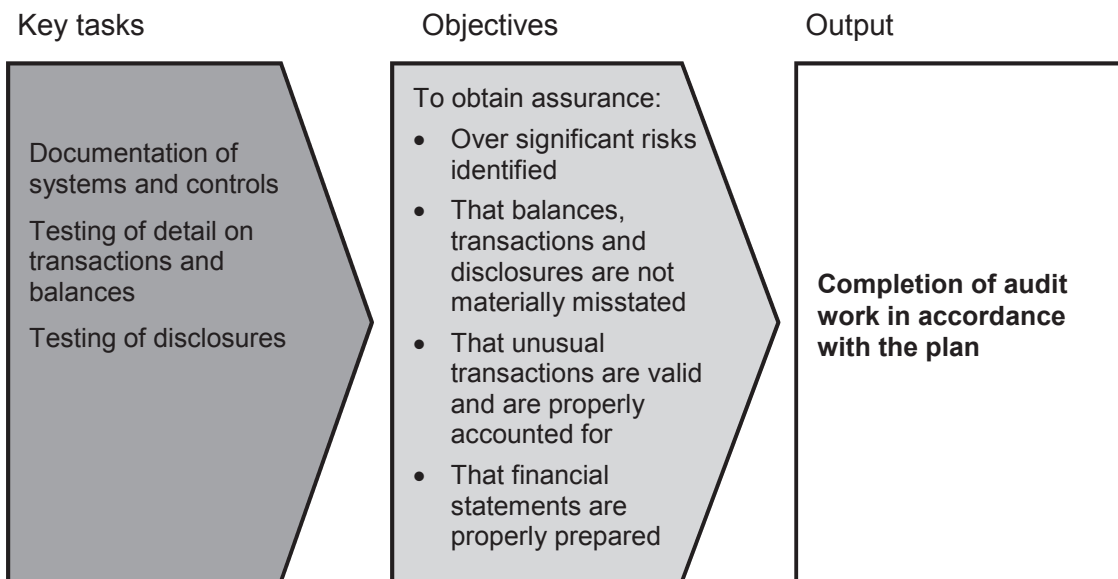 Key tasks
Objectives
Output
Documentation of
systems and controls
Testing of detail on
transactions and
balances
Testing of disclosures
To obtain assurance:
• Over significant risks
identified
• That balances,
transactions and
disclosures are not
materially misstated
• That unusual
transactions are valid
and are properly
accounted for
• That financial
statements are
properly prepared
Completion of audit
work in accordance
with the plan